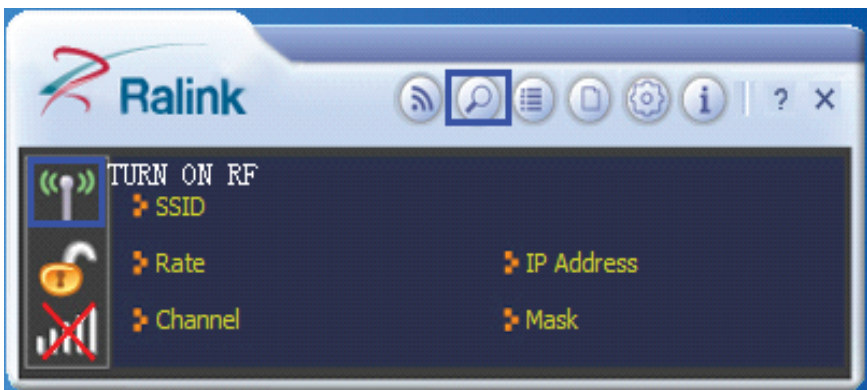 Ralink
i ? ×
TURN ON RF
SSID
Rate IP Address
Channel Mask